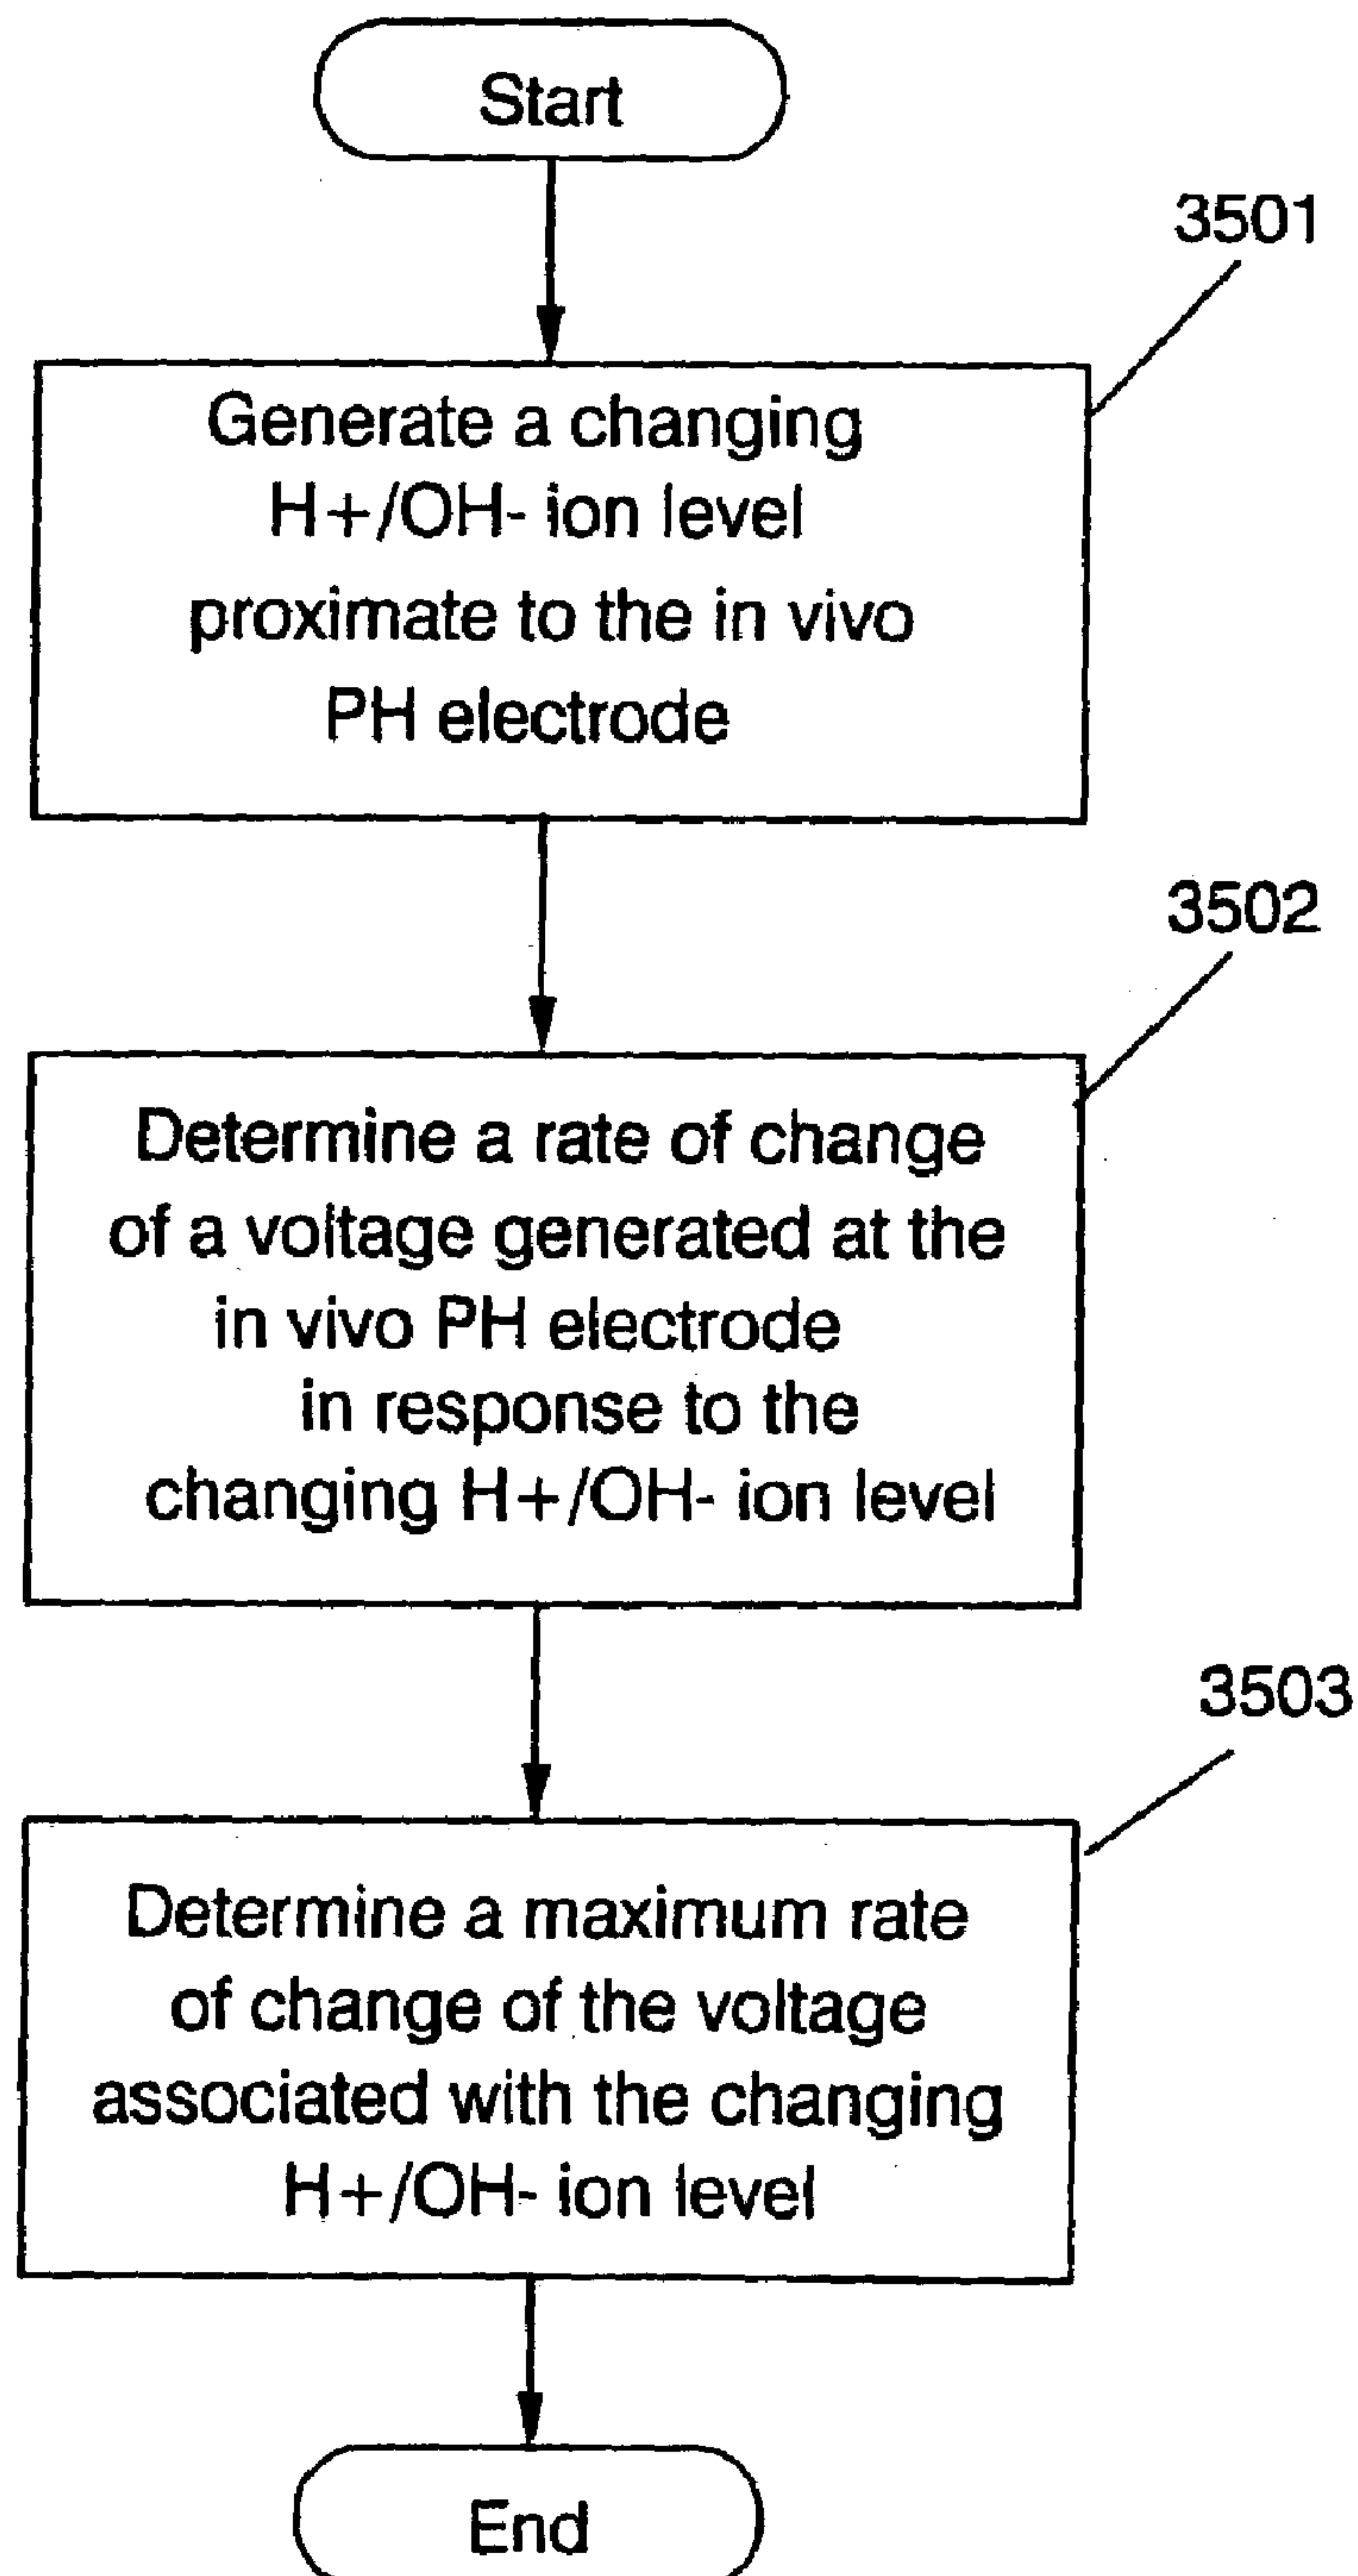 Start
3501
Generate a changing
H+/OH- ion level
proximate to the in vivo
PH electrode
3502
Determine a rate of change
of a voltage generated at the
in vivo PH electrode
in response to the
changing H+/OH- ion level
3503
Determine a maximum rate
of change of the voltage
associated with the changing
H+/OH- ion level
End